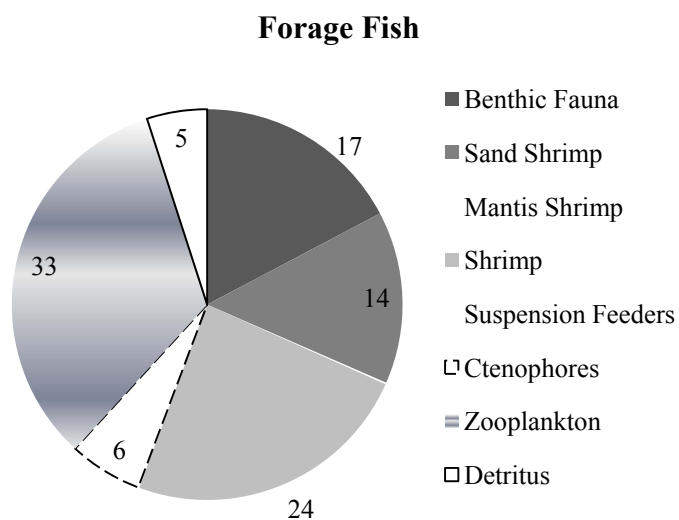 Forage Fish
17
14
24
6
33
5
Benthic Fauna
Sand Shrimp
Mantis Shrimp
Shrimp
Suspension Feeders
Ctenophores
Zooplankton
Detritus